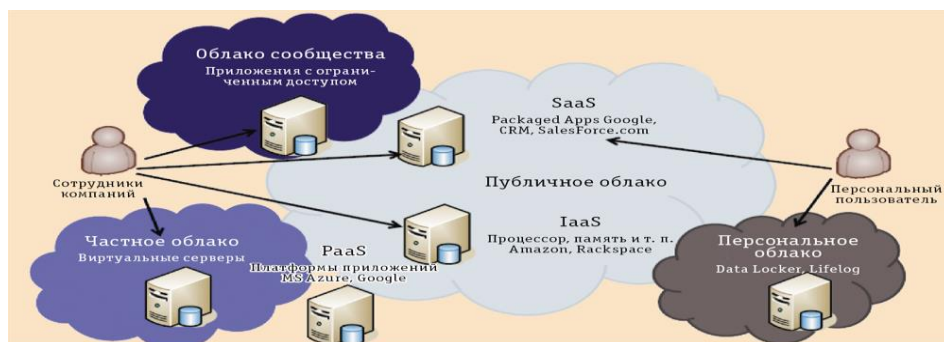 Облако сообщества
Приложения с ограни-
ченным доступом
SaaS
Packaged Apps Google,
CRM, SalesForce.com
Сотрудники
компаний
Публичное облако
Персональный
пользователь
Частное облако
Виртуальные серверы
PaaS
Платформы приложений
MS Azure, Google
IaaS
Процессор, память и т. п.
Amazon, Rackspace
Персональное
облако
Data Locker, Lifelog